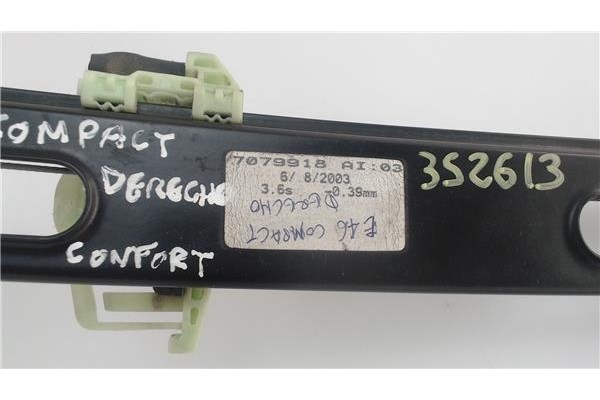 COMPACT
DERECHO
CONFORT
7079918 AI:03
6/ 8/2003
3.6s -0.39mm
E46 COMPACT
DERECHO
352613